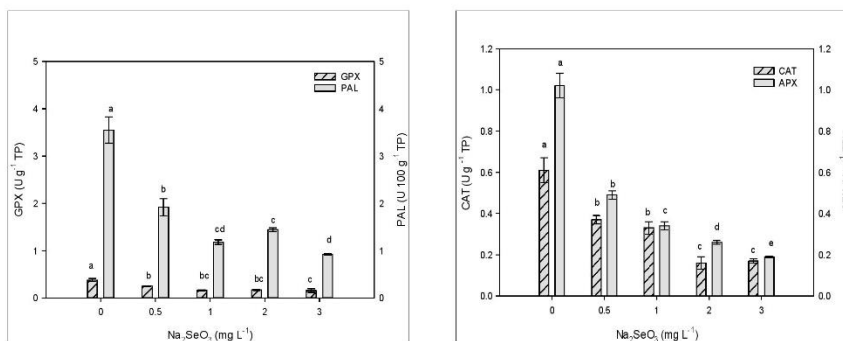 5
4
3
2
1
0
GPX (U g-1 TP)
GPX
PAL
a
b
cd
c
d
a
b
bc
bc
c
5
4
3
2
1
0
PAL (U 100 g-1 TP)
0 0.5 1 2 3
Na2SeO3 (mg L-1)
1.2
1.0
0.8
0.6
0.4
0.2
0.0
CAT (U g-1 TP)
CAT
APX
a
a
b
b
b
c
c
d
c
e
1.2
1.0
0.8
0.6
0.4
0.2
0.0
0 0.5 1 2 3
Na2SeO3 (mg L-1)